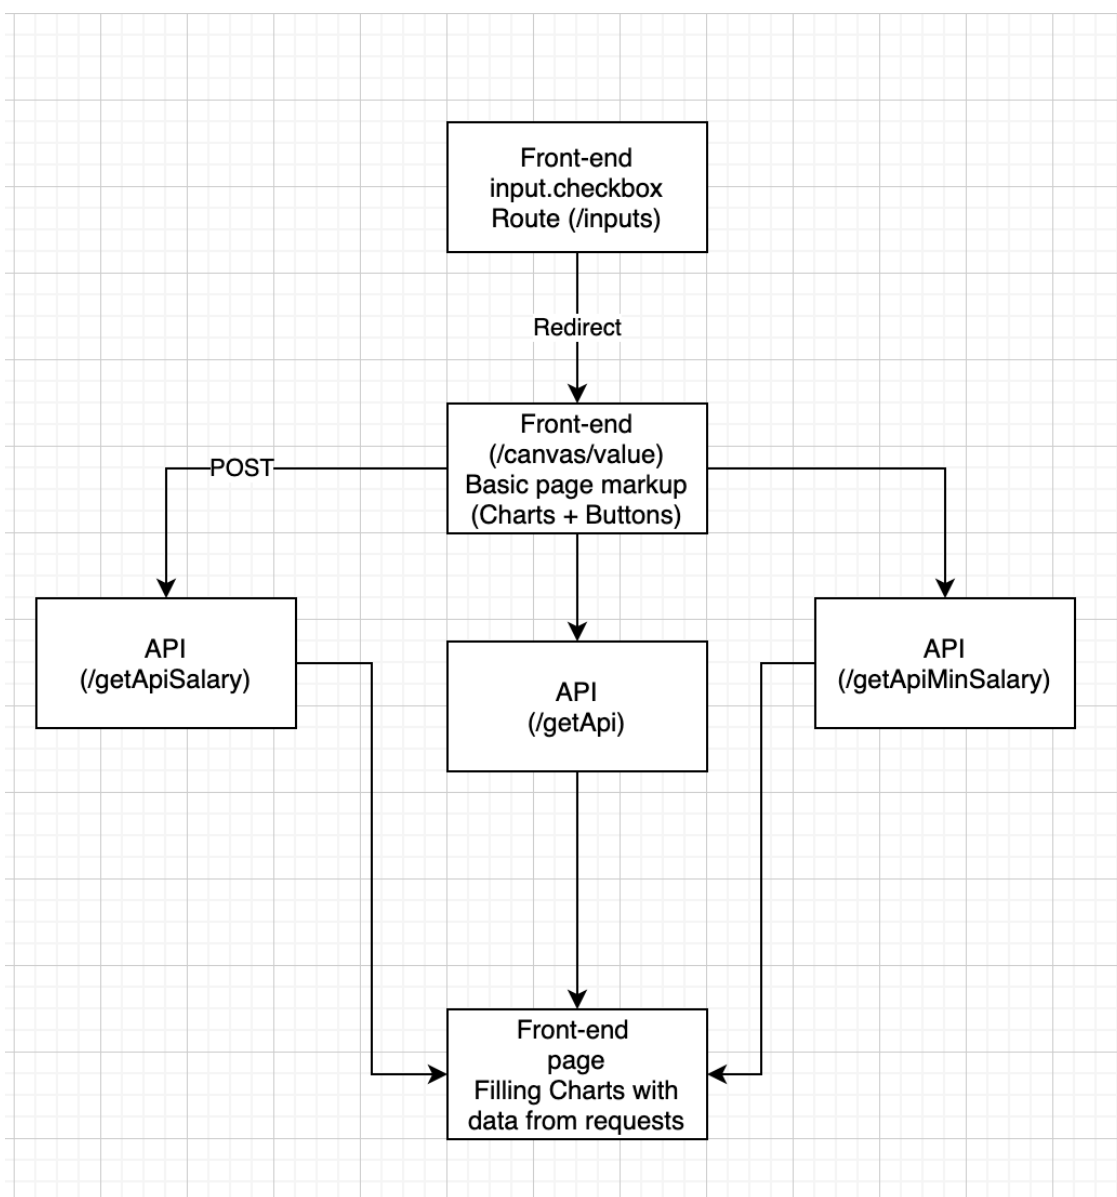 Front-end
input.checkbox
Route (/inputs)
Redirect
Front-end
(/canvas/value)
Basic page markup
(Charts + Buttons)
POST
API
(/getApiSalary)
API
(/getApi)
API
(/getApiMinSalary)
Front-end
page
Filling Charts with
data from requests